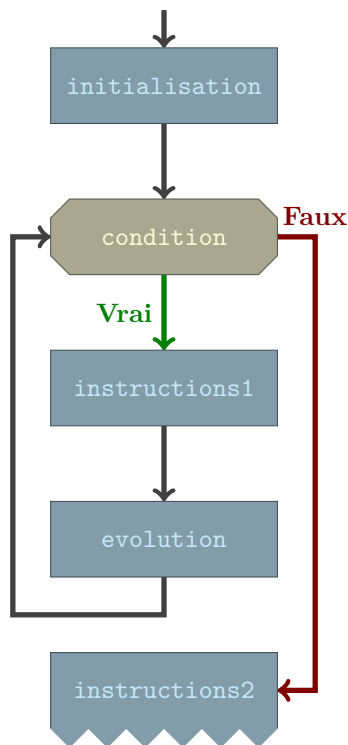 initialisation
condition
Faux
Vrai
instructions1
evolution
instructions2